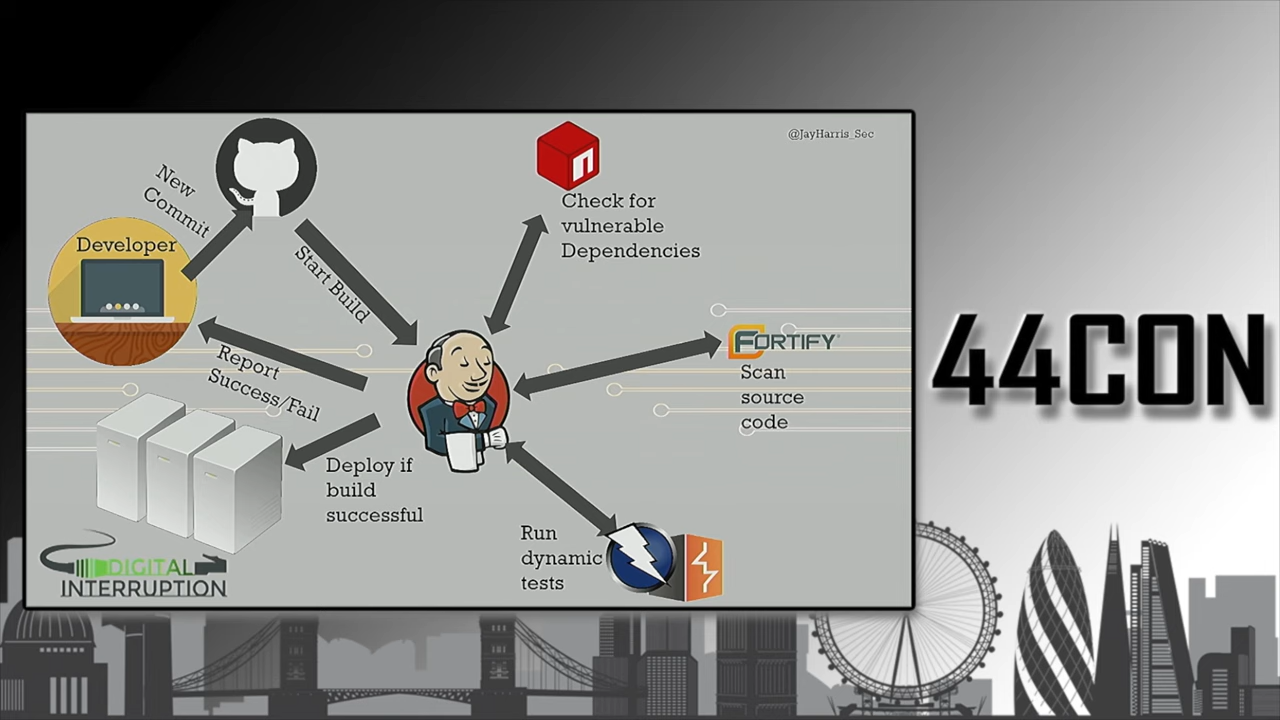 @JayHarris_Sec
New
Commit
Developer
Start Build
Check for
vulnerable
Dependencies
Report
Success/Fail
FORTIFY
Scan
source
code
Deploy if
build
successful
Run
dynamic
tests
DIGITAL
INTERRUPTION
44CON